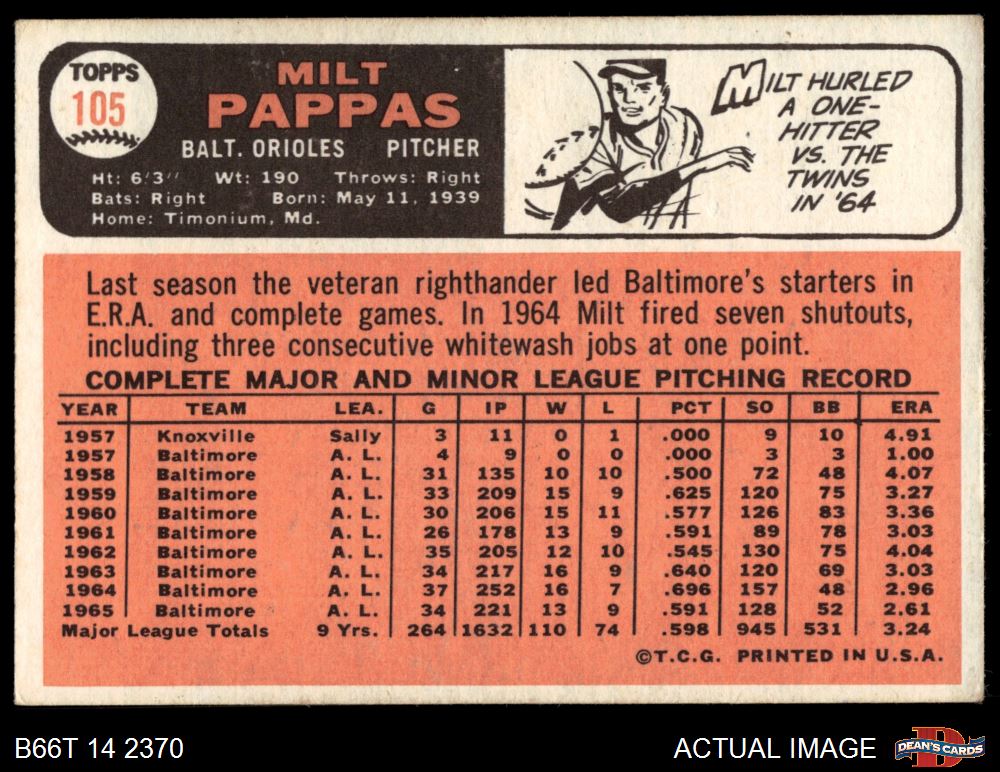 TOPPS
105
MILT
PAPPAS
BALT. ORIOLES PITCHER
Ht: 6'3" Wt: 190 Throws: Right
Bats: Right Born: May 11, 1939
Home: Timonium, Md.
MILT HURLED
A ONE-
HITTER
VS. THE
TWINS
IN '64
Last season the veteran righthander led Baltimore's starters in
E.R.A. and complete games. In 1964 Milt fired seven shutouts,
including three consecutive whitewash jobs at one point.
COMPLETE MAJOR AND MINOR LEAGUE PITCHING RECORD
YEAR TEAM LEA. G IP W L PCT SO BB ERA
1957 Knoxville Sally 3 11 0 1 .000 9 10 4.91
1957 Baltimore A. L. 4 9 0 0 .000 3 3 1.00
1958 Baltimore A. L. 31 135 10 10 .500 72 48 4.07
1959 Baltimore A. L. 33 209 15 9 .625 120 75 3.27
1960 Baltimore A. L. 30 206 15 11 .577 126 83 3.36
1961 Baltimore A. L. 26 178 13 9 .591 89 78 3.03
1962 Baltimore A. L. 35 205 12 10 .545 130 75 4.04
1963 Baltimore A. L. 34 217 16 9 .640 120 69 3.03
1964 Baltimore A. L. 37 252 16 7 .696 157 48 2.96
1965 Baltimore A. L. 34 221 13 9 .591 128 52 2.61
Major League Totals 9 Yrs. 264 1632 110 74 .598 945 531 3.24
©T.C.G. PRINTED IN U.S.A.
B66T 14 2370
ACTUAL IMAGE
DEAN'S CARDS